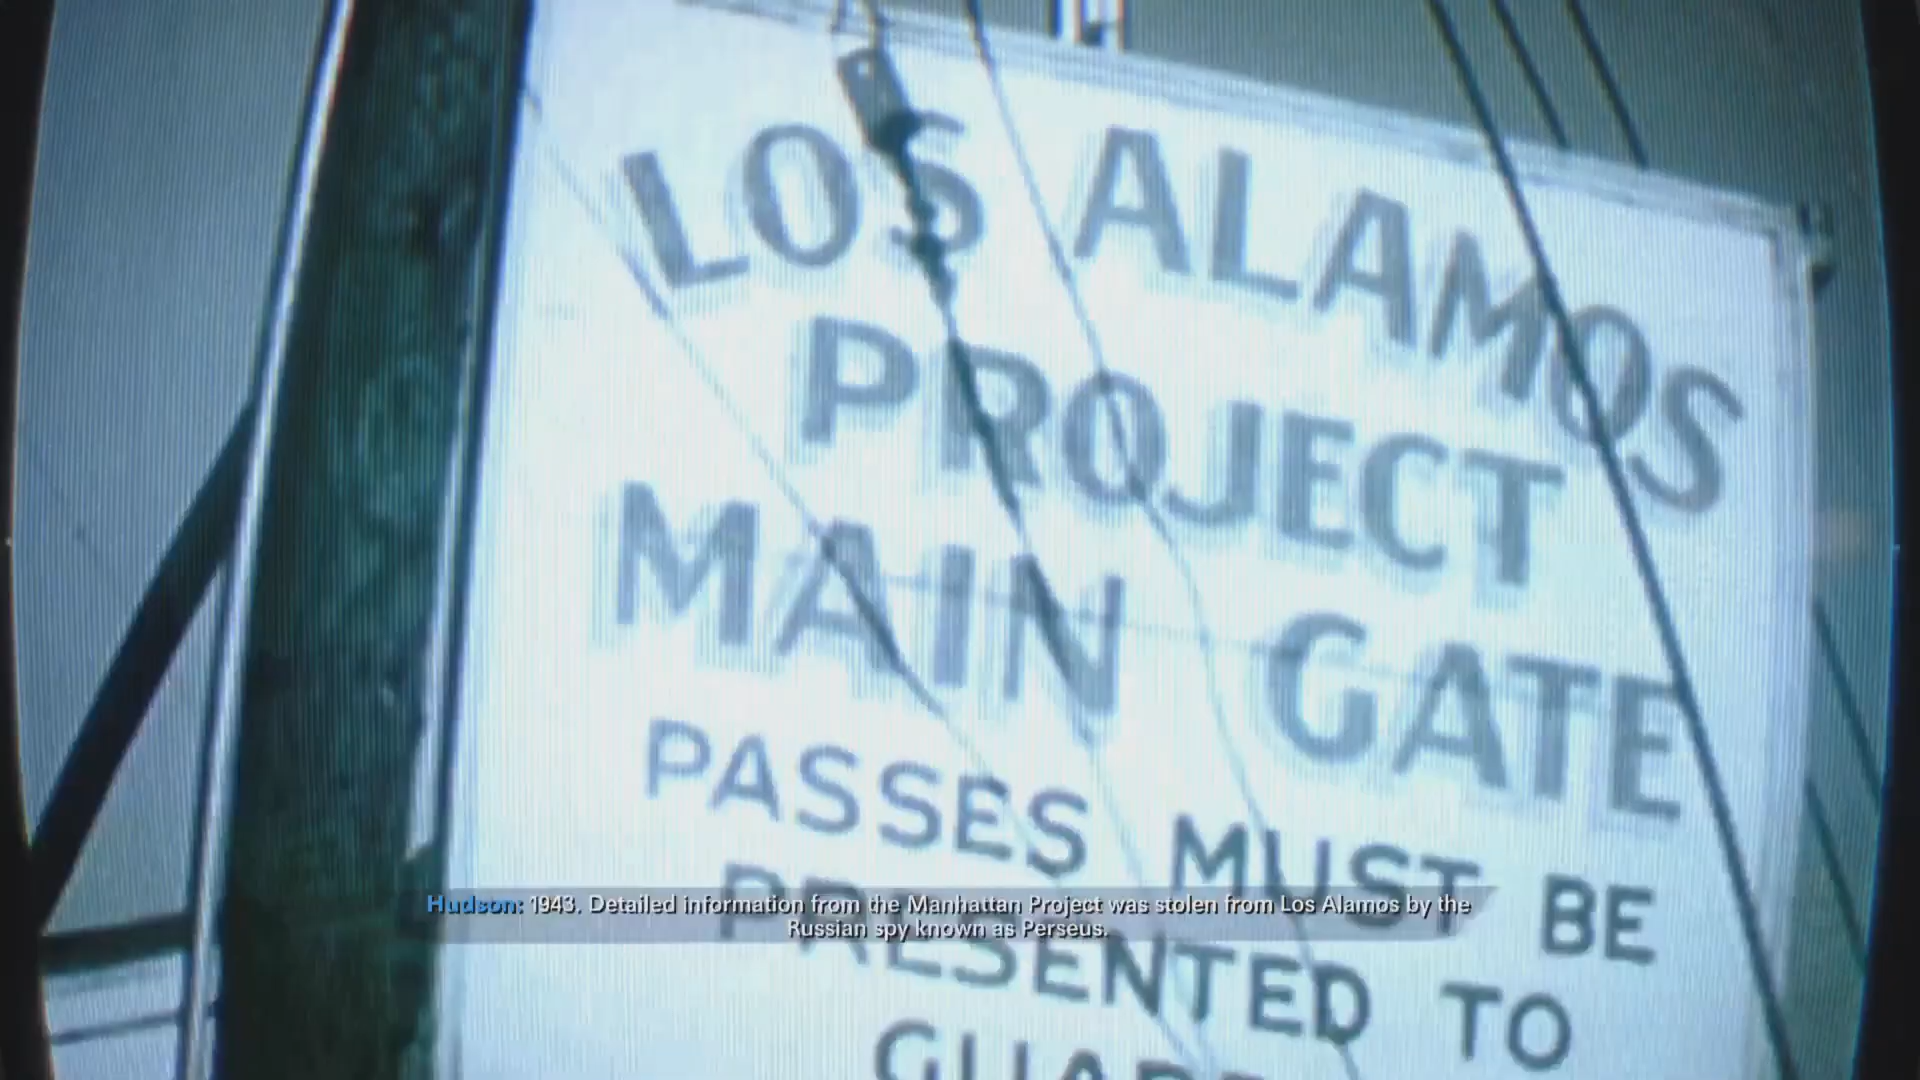 LOS ALAMOS
PROJECT
MAIN GATE
PASSES MUST BE
PRESENTED TO
Hudson: 1943. Detailed information from the Manhattan Project was stolen from Los Alamos by the
Russian spy known as Perseus.